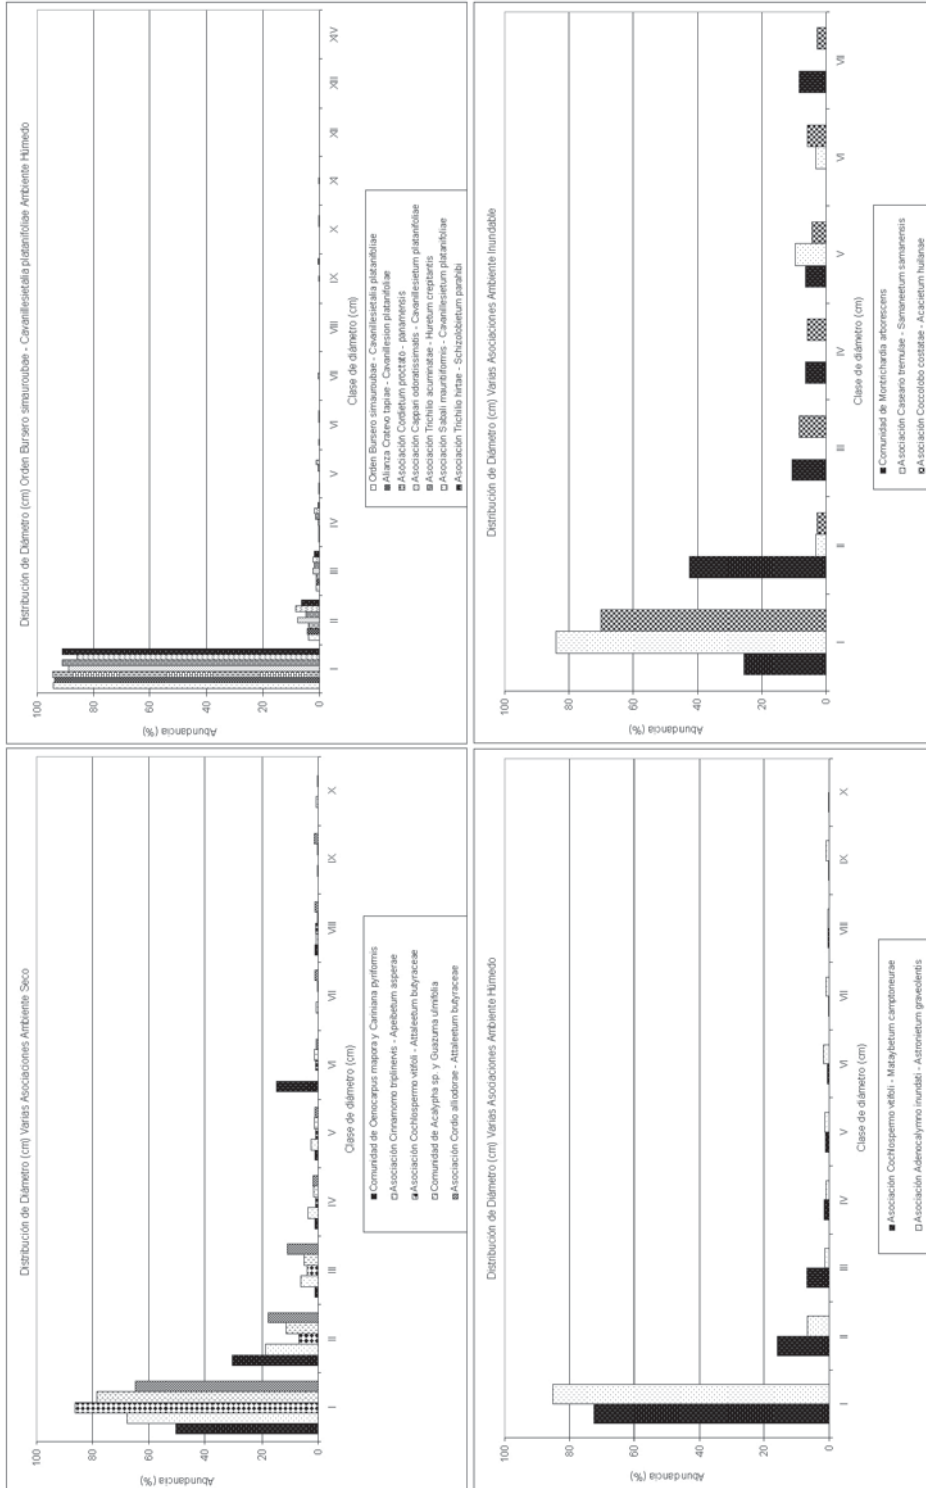 Distribución de Diámetro (cm) Varias Asociaciones Ambiente Seco
Abundancia (%)
100
80
60
40
20
0
I
II
III
IV
V
VI
VII
VIII
IX
X
Clase de diámetro (cm)
Comunidad de Oenocarpus mapora y Cariniana pyriformis
Asociación Cinnamomo triplinervis - Apeibetum asperae
Asociación Cochlospermo vitifoli - Attaleetum butyraceae
Comunidad de Acalypha sp. y Guazuma ulmifolia
Asociación Cordio alliodorae - Attaleetum butyraceae
Distribución de Diámetro (cm) Orden Bursero simauroubae - Cavanillesietalia platanifoliae Ambiente Húmedo
Abundancia (%)
100
80
60
40
20
0
I
II
III
IV
V
VI
VII
VIII
IX
X
XI
XII
XIII
XIV
Clase de diámetro (cm)
Orden Bursero simauroubae - Cavanillesietalia platanifoliae
Alianza Cratevo tapiae - Cavanillesion platanifoliae
Asociación Cordietum proctato - panamensis
Asociación Cappari odoratissimatis - Cavanillesietum platanifoliae
Asociación Trichilio acuminatae - Huretum crepitantis
Asociación Sabali mauritiiformis - Cavanillesietum platanifoliae
Asociación Trichilio hirtae - Schizolobietum parahibi
Distribución de Diámetro (cm) Varias Asociaciones Ambiente Húmedo
Abundancia (%)
100
80
60
40
20
0
I
II
III
IV
V
VI
VII
VIII
IX
X
Clase de diámetro (cm)
Asociación Cochlospermo vitifoli - Mataybetum camptoneurae
Asociación Adenocalymno inundati - Astronietum graveolentis
Distribución de Diámetro (cm) Varias Asociaciones Ambiente Inundable
Abundancia (%)
100
80
60
40
20
0
I
II
III
IV
V
VI
VII
Clase de diámetro (cm)
Comunidad de Montrichardia arborescens
Asociación Caseario tremulae - Samaneetum samanensis
Asociación Coccolobo costatae - Acacietum huilanae